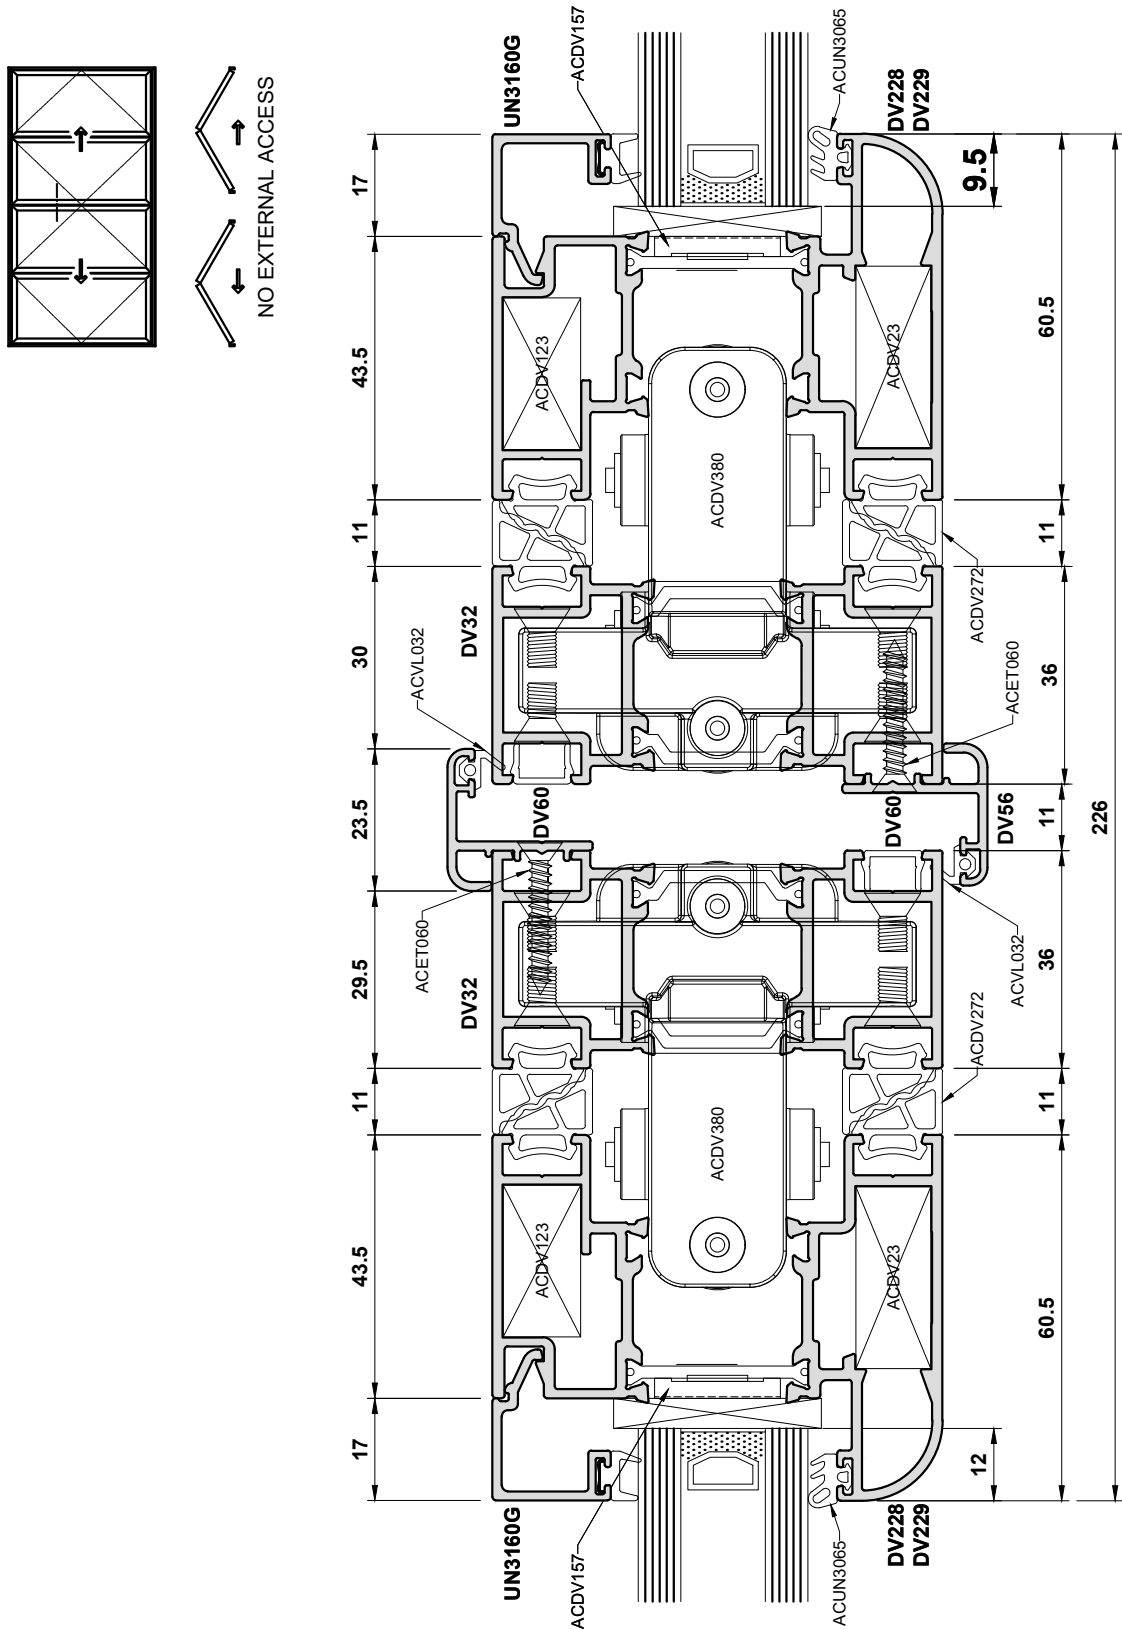 NO EXTERNAL ACCESS
UN3160G
ACDV157
ACUN3065
DV228
DV229
17
43.5
11
30
23.5
29.5
11
43.5
17
9.5
60.5
11
36
11
36
11
60.5
12
226
ACDV123
ACDV23
ACDV380
DV32
ACVL032
ACDV272
ACET060
DV60
DV60
DV56
ACET060
DV32
ACVL032
ACDV272
ACDV380
ACDV123
ACDV23
UN3160G
ACDV157
ACUN3065
DV228
DV229